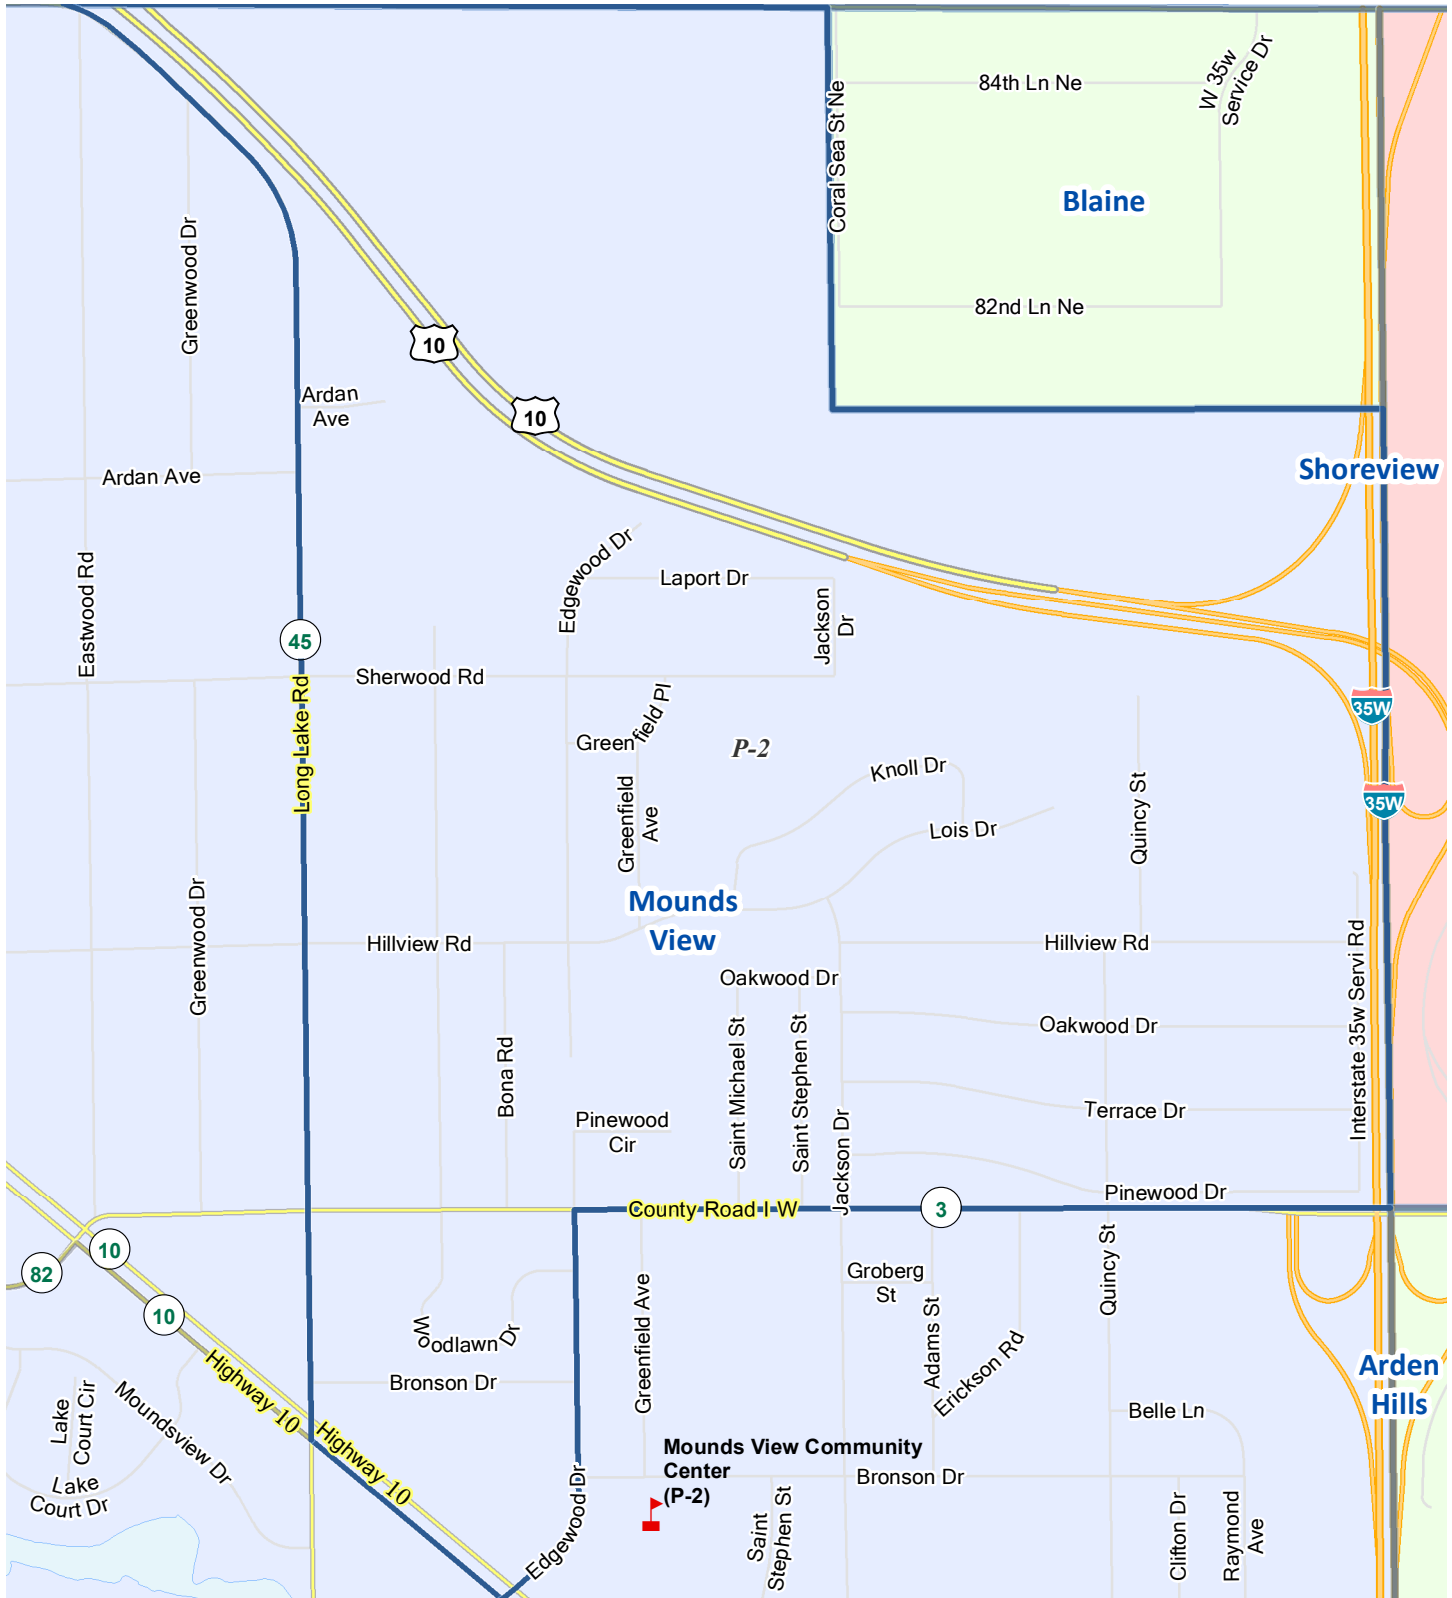 84th Ln Ne
W 35w
Service Dr
Coral Sea St Ne
Blaine
Greenwood Dr
82nd Ln Ne
10
10
Ardan
Ave
Ardan Ave
Shoreview
Edgewood Dr
Laport Dr
Jackson
Dr
Eastwood Rd
45
Sherwood Rd
Long Lake Rd
Greenfield Pl
35W
P-2
Knoll Dr
Quincy St
35W
Greenfield
Ave
Lois Dr
Mounds
View
Greenwood Dr
Hillview Rd
Hillview Rd
Interstate 35w Servi Rd
Oakwood Dr
Oakwood Dr
Bona Rd
Saint Michael St
Saint Stephen St
Pinewood
Cir
Terrace Dr
Jackson Dr
Pinewood Dr
County Road I W
3
10
82
10
Quincy St
Groberg
St
Greenfield Ave
Adams St
Woodlawn Dr
Erickson Rd
Arden
Hills
Highway 10
Bronson Dr
Lake
Court Cir
Moundsview Dr
Belle Ln
Highway 10
Mounds View Community
Center
(P-2)
Bronson Dr
Lake
Court Dr
Edgewood Dr
Saint
Stephen St
Clifton Dr
Raymond
Ave